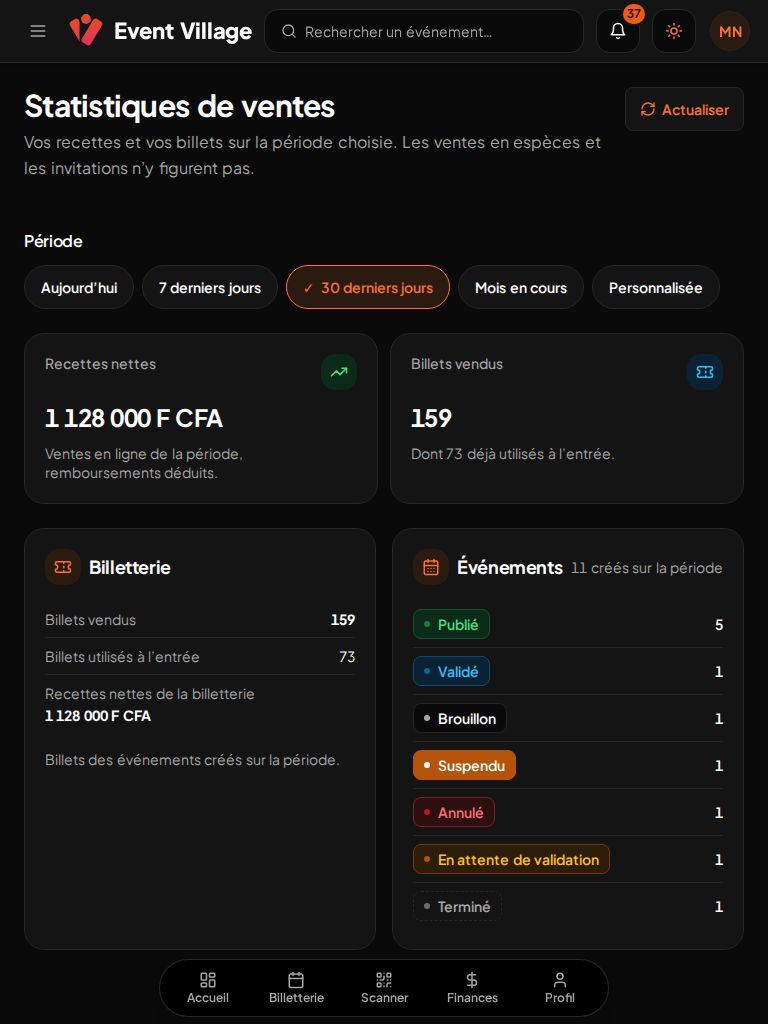 Event Village
Rechercher un événement…
37
MN
Statistiques de ventes
Actualiser
Vos recettes et vos billets sur la période choisie. Les ventes en espèces et
les invitations n’y figurent pas.
Période
Aujourd’hui
7 derniers jours
✓ 30 derniers jours
Mois en cours
Personnalisée
Recettes nettes
1 128 000 F CFA
Ventes en ligne de la période,
remboursements déduits.
Billets vendus
159
Dont 73 déjà utilisés à l’entrée.
Billetterie
Billets vendus 159
Billets utilisés à l’entrée 73
Recettes nettes de la billetterie
1 128 000 F CFA
Billets des événements créés sur la période.
Événements 11 créés sur la période
Publié 5
Validé 1
Brouillon 1
Suspendu 1
Annulé 1
En attente de validation 1
Terminé 1
Accueil
Billetterie
Scanner
Finances
Profil